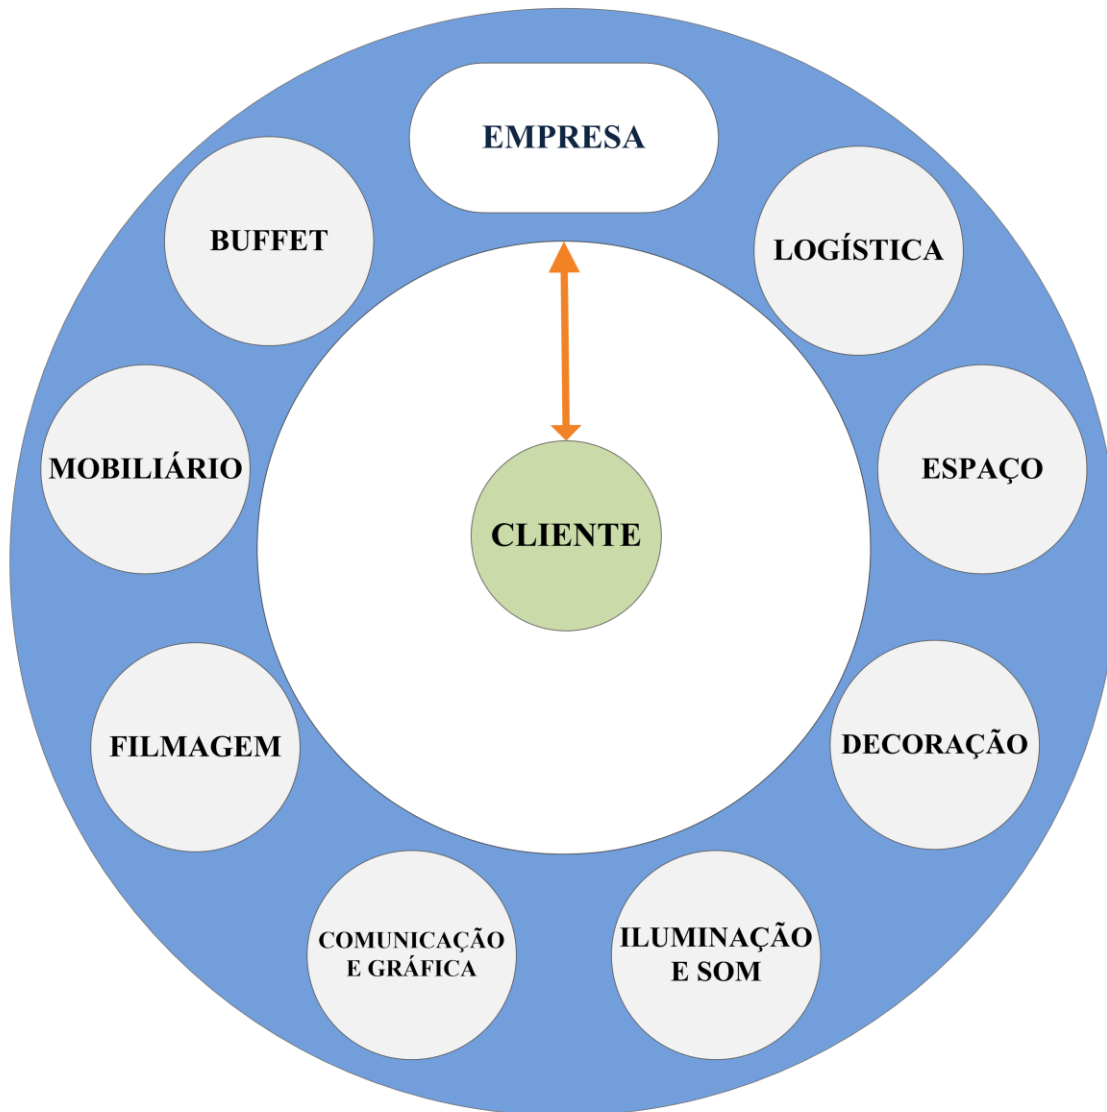 EMPRESA
BUFFET
LOGÍSTICA
MOBILIÁRIO
ESPAÇO
CLIENTE
FILMAGEM
DECORAÇÃO
COMUNICAÇÃO
E GRÁFICA
ILUMINAÇÃO
E SOM